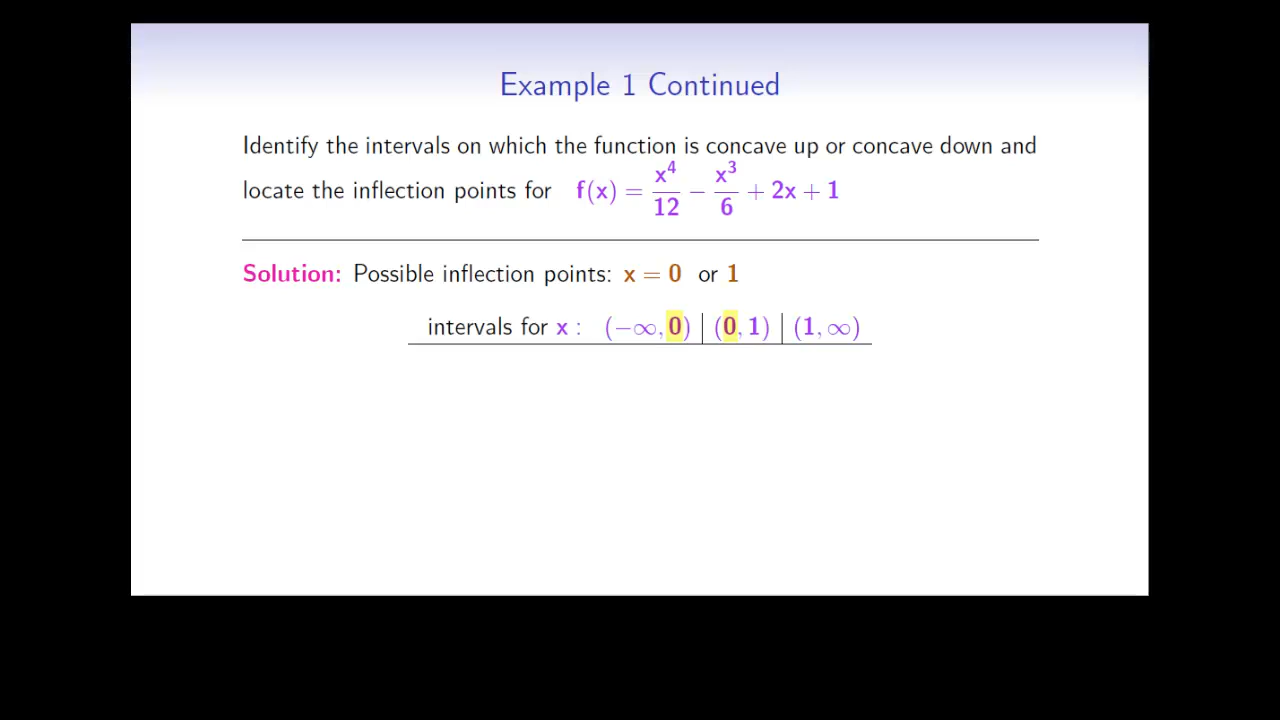 Example 1 Continued
Identify the intervals on which the function is concave up or concave down and
locate the inflection points for f(x) = x^4/12 − x^3/6 + 2x + 1
Solution: Possible inflection points: x = 0 or 1
intervals for x : (−∞, 0) | (0, 1) | (1, ∞)